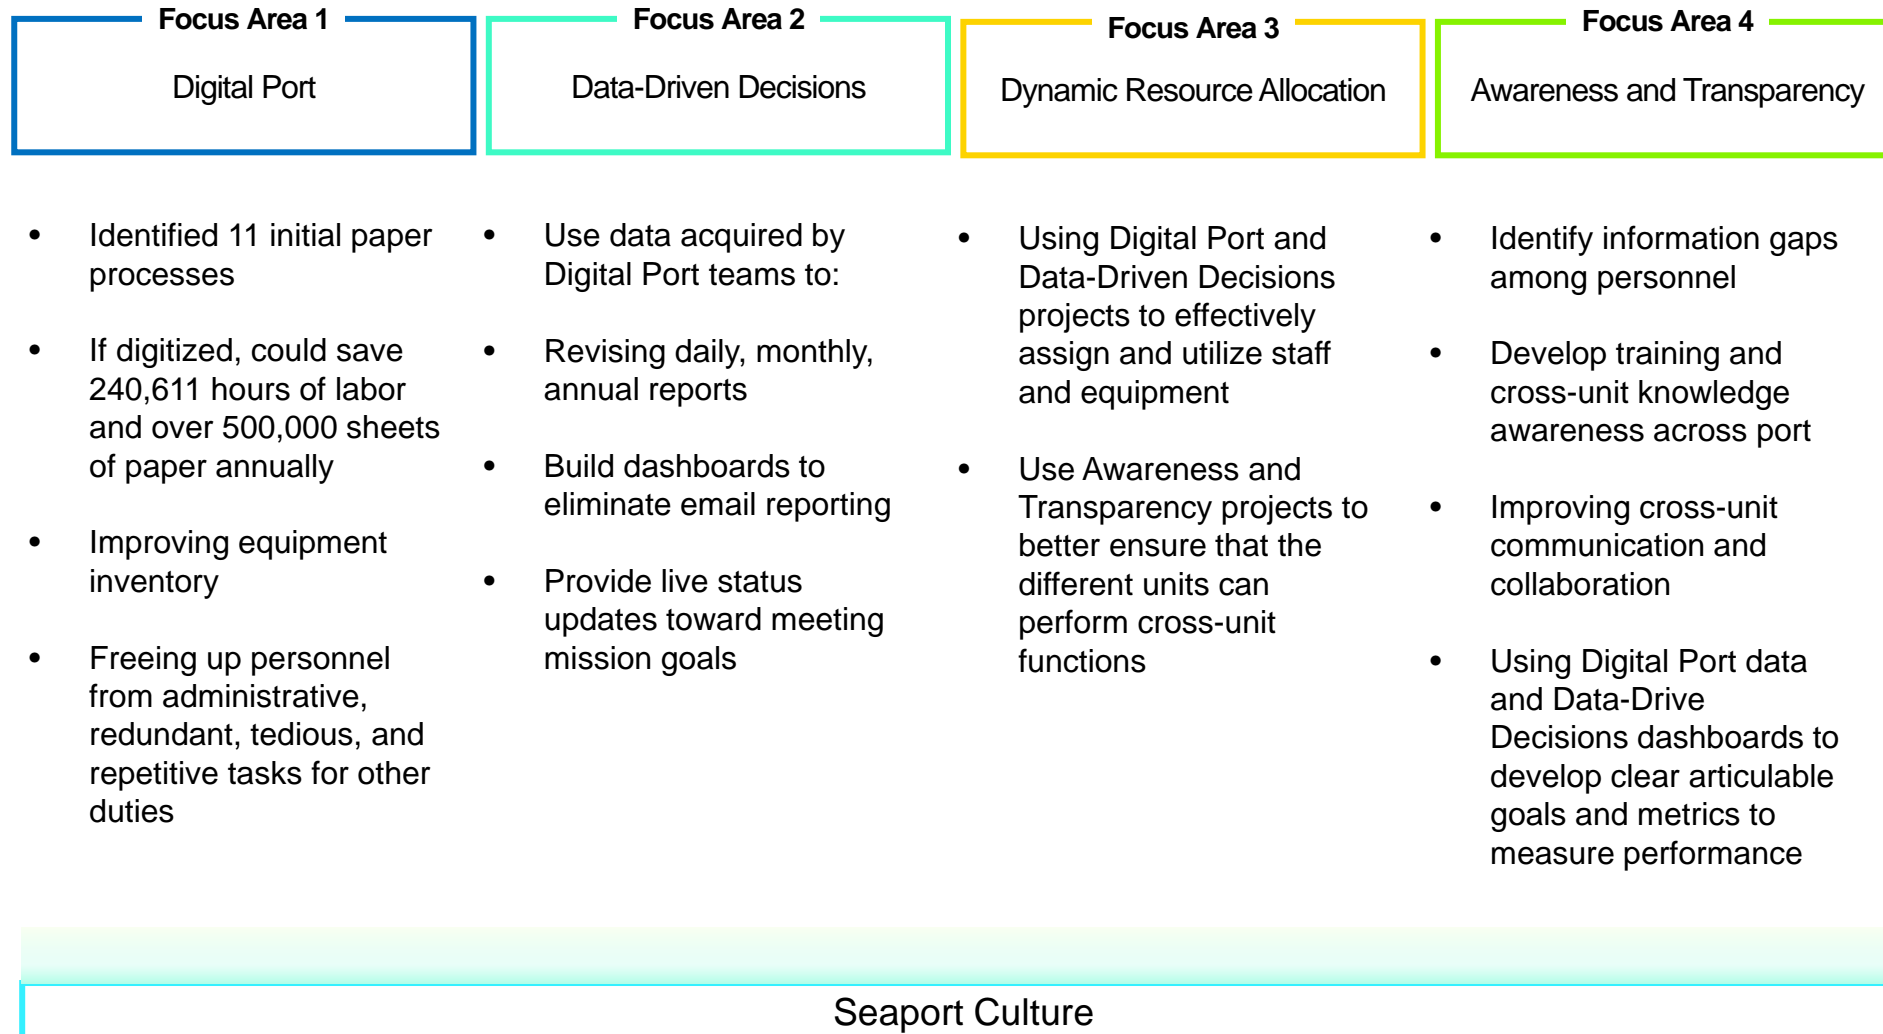 Focus Area 1
Digital Port
• Identified 11 initial paper
processes
• If digitized, could save
240,611 hours of labor
and over 500,000 sheets
of paper annually
• Improving equipment
inventory
• Freeing up personnel
from administrative,
redundant, tedious, and
repetitive tasks for other
duties
Focus Area 2
Data-Driven Decisions
• Use data acquired by
Digital Port teams to:
• Revising daily, monthly,
annual reports
• Build dashboards to
eliminate email reporting
• Provide live status
updates toward meeting
mission goals
Focus Area 3
Dynamic Resource Allocation
• Using Digital Port and
Data-Driven Decisions
projects to effectively
assign and utilize staff
and equipment
• Use Awareness and
Transparency projects to
better ensure that the
different units can
perform cross-unit
functions
Focus Area 4
Awareness and Transparency
• Identify information gaps
among personnel
• Develop training and
cross-unit knowledge
awareness across port
• Improving cross-unit
communication and
collaboration
• Using Digital Port data
and Data-Drive
Decisions dashboards to
develop clear articulable
goals and metrics to
measure performance
Seaport Culture